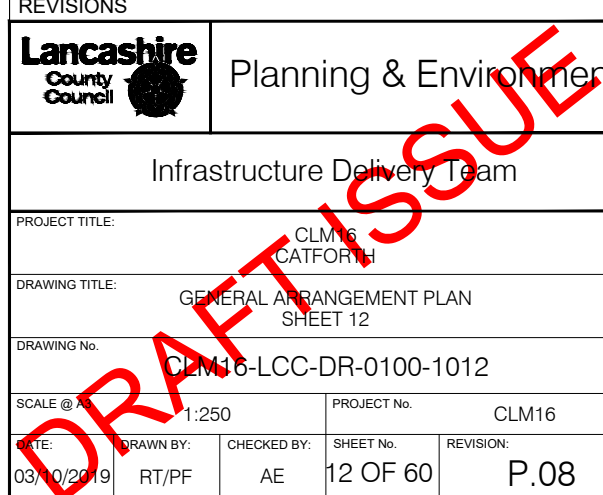 REVISIONS
Lancashire
County
Council
Planning & Environmen
Infrastructure Delivery Team
PROJECT TITLE:
CLM16
CATFORTH
DRAWING TITLE:
GENERAL ARRANGEMENT PLAN
SHEET 12
DRAWING No.
CLM16-LCC-DR-0100-1012
SCALE @ A3
1:250
PROJECT No.
CLM16
DATE:
03/10/2019
DRAWN BY:
RT/PF
CHECKED BY:
AE
SHEET No.
12 OF 60
REVISION:
P.08
DRAFT ISSUE